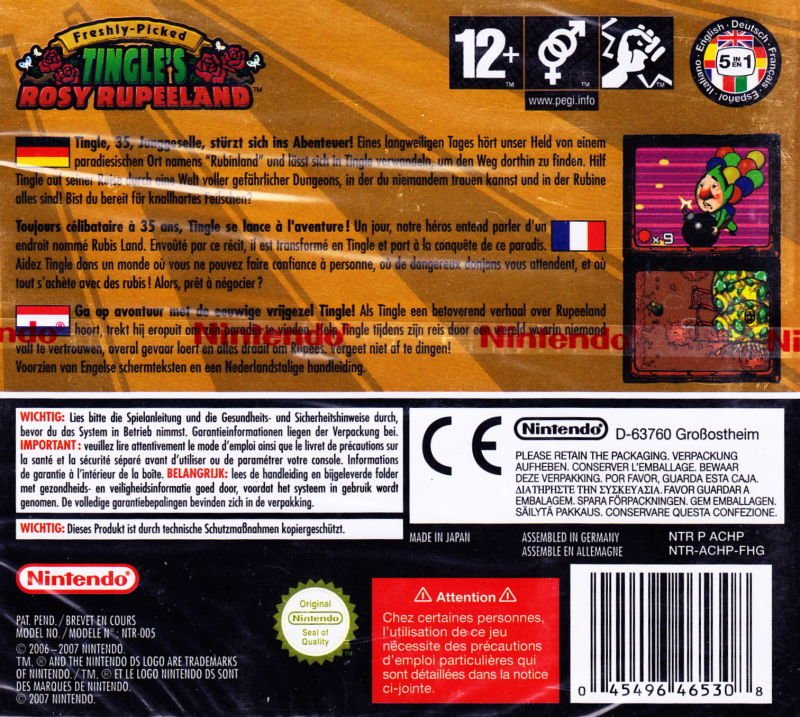 Freshly-Picked
TINGLE'S
ROSY RUPEELAND™
12+
™
™
™
www.pegi.info
English · Deutsch · Français · Español · Italiano
5 IN EN 1
Tingle, 35, Junggeselle, stürzt sich ins Abenteuer! Eines langweiligen Tages hört unser Held von einem
paradiesischen Ort namens "Rubinland" und lässt sich in Tingle verwandeln, um den Weg dorthin zu finden. Hilf
Tingle auf seiner Reise durch eine Welt voller gefährlicher Dungeons, in der du niemandem trauen kannst und in der Rubine
alles sind! Bist du bereit für knallhartes Feilschen?
Toujours célibataire à 35 ans, Tingle se lance à l'aventure! Un jour, notre héros entend parler d'un
endroit nommé Rubis Land. Envoûté par ce récit, il est transformé en Tingle et part à la conquête de ce paradis.
Aidez Tingle dans un monde où vous ne pouvez faire confiance à personne, où de dangereux donjons vous attendent, et où
tout s'achète avec des rubis! Alors, prêt à négocier?
x 9
Ga op avontuur met de eeuwige vrijgezel Tingle! Als Tingle een betoverend verhaal over Rupeeland
hoort, trekt hij eropuit om zijn paradijs te vinden. Help Tingle tijdens zijn reis door een wereld waarin niemand
valt te vertrouwen, overal gevaar loert en alles draait om Rupees. Vergeet niet af te dingen!
Voorzien van Engelse schermteksten en een Nederlandstalige handleiding.
Nintendo® Nintendo Nintendo Ni
WICHTIG: Lies bitte die Spielanleitung und die Gesundheits- und Sicherheitshinweise durch,
bevor du das System in Betrieb nimmst. Garantieinformationen liegen der Verpackung bei.
IMPORTANT : veuillez lire attentivement le mode d'emploi ainsi que le livret de précautions sur
la santé et la sécurité séparé avant d'utiliser ou de paramétrer votre console. Informations
de garantie à l'intérieur de la boîte. BELANGRIJK: lees de handleiding en bijgeleverde folder
met gezondheids- en veiligheidsinformatie goed door, voordat het systeem in gebruik wordt
genomen. De volledige garantiebepalingen bevinden zich in de verpakking.
WICHTIG: Dieses Produkt ist durch technische Schutzmaßnahmen kopiergeschützt.
CE
Nintendo® D-63760 Großostheim
PLEASE RETAIN THE PACKAGING. VERPACKUNG
AUFHEBEN. CONSERVER L'EMBALLAGE. BEWAAR
DEZE VERPAKKING. POR FAVOR, GUARDA ESTA CAJA.
ΔΙΑΤΗΡΗΣΤΕ ΤΗΝ ΣΥΣΚΕΥΑΣΙΑ. FAVOR GUARDAR A
EMBALAGEM. SPARA FÖRPACKNINGEN. GEM EMBALLAGEN.
SÄILYTÄ PAKKAUS. CONSERVARE QUESTA CONFEZIONE.
MADE IN JAPAN
ASSEMBLED IN GERMANY
ASSEMBLÉ EN ALLEMAGNE
NTR P ACHP
NTR-ACHP-FHG
Nintendo®
PAT. PEND. / BREVET EN COURS
MODEL NO. / MODÈLE N° : NTR-005
© 2006–2007 NINTENDO.
TM, ® AND THE NINTENDO DS LOGO ARE TRADEMARKS
OF NINTENDO. TM, ® ET LE LOGO NINTENDO DS SONT
DES MARQUES DE NINTENDO.
© 2007 NINTENDO.
Original
Nintendo
Seal of
Quality
⚠ Attention ⚠
Chez certaines personnes,
l'utilisation de ce jeu
nécessite des précautions
d'emploi particulières qui
sont détaillées dans la notice
ci-jointe.
0 45496 46530 8